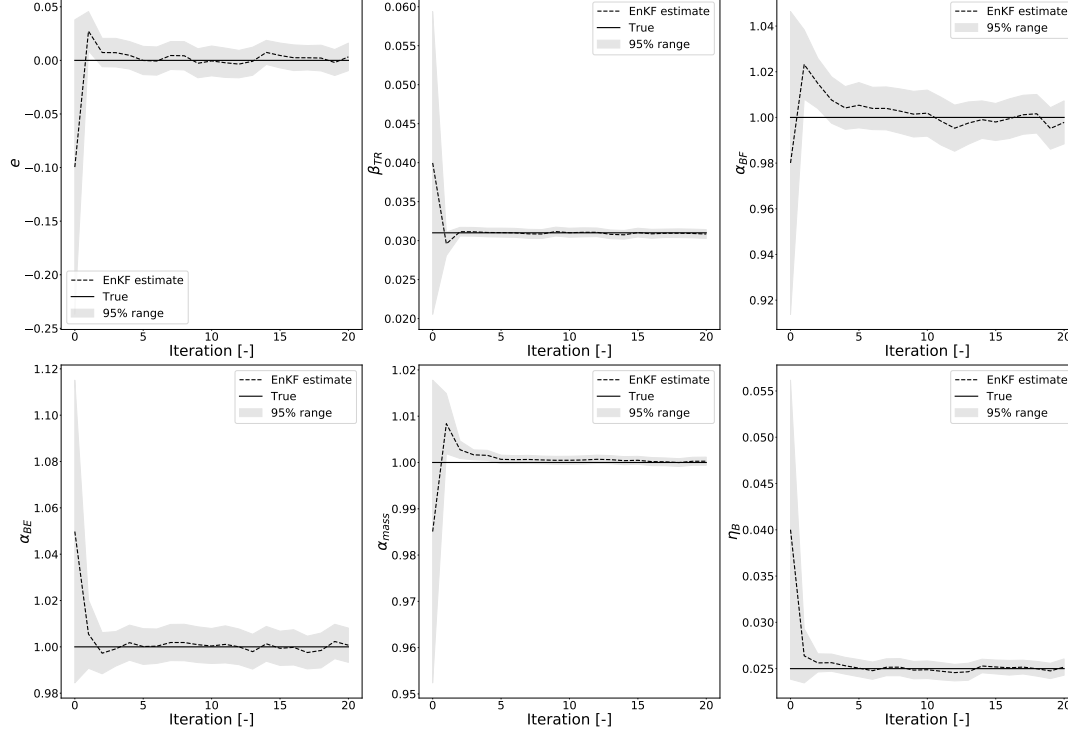 0.05
0.00
−0.05
−0.10
−0.15
−0.20
−0.25
e
EnKF estimate
True
95% range
0 5 10 15 20
Iteration [-]
0.060
0.055
0.050
0.045
0.040
0.035
0.030
0.025
0.020
β_TR
EnKF estimate
True
95% range
0 5 10 15 20
Iteration [-]
1.04
1.02
1.00
0.98
0.96
0.94
0.92
α_BF
EnKF estimate
True
95% range
0 5 10 15 20
Iteration [-]
1.12
1.10
1.08
1.06
1.04
1.02
1.00
0.98
α_BE
EnKF estimate
True
95% range
0 5 10 15 20
Iteration [-]
1.02
1.01
1.00
0.99
0.98
0.97
0.96
0.95
α_mass
EnKF estimate
True
95% range
0 5 10 15 20
Iteration [-]
0.055
0.050
0.045
0.040
0.035
0.030
0.025
η_B
EnKF estimate
True
95% range
0 5 10 15 20
Iteration [-]